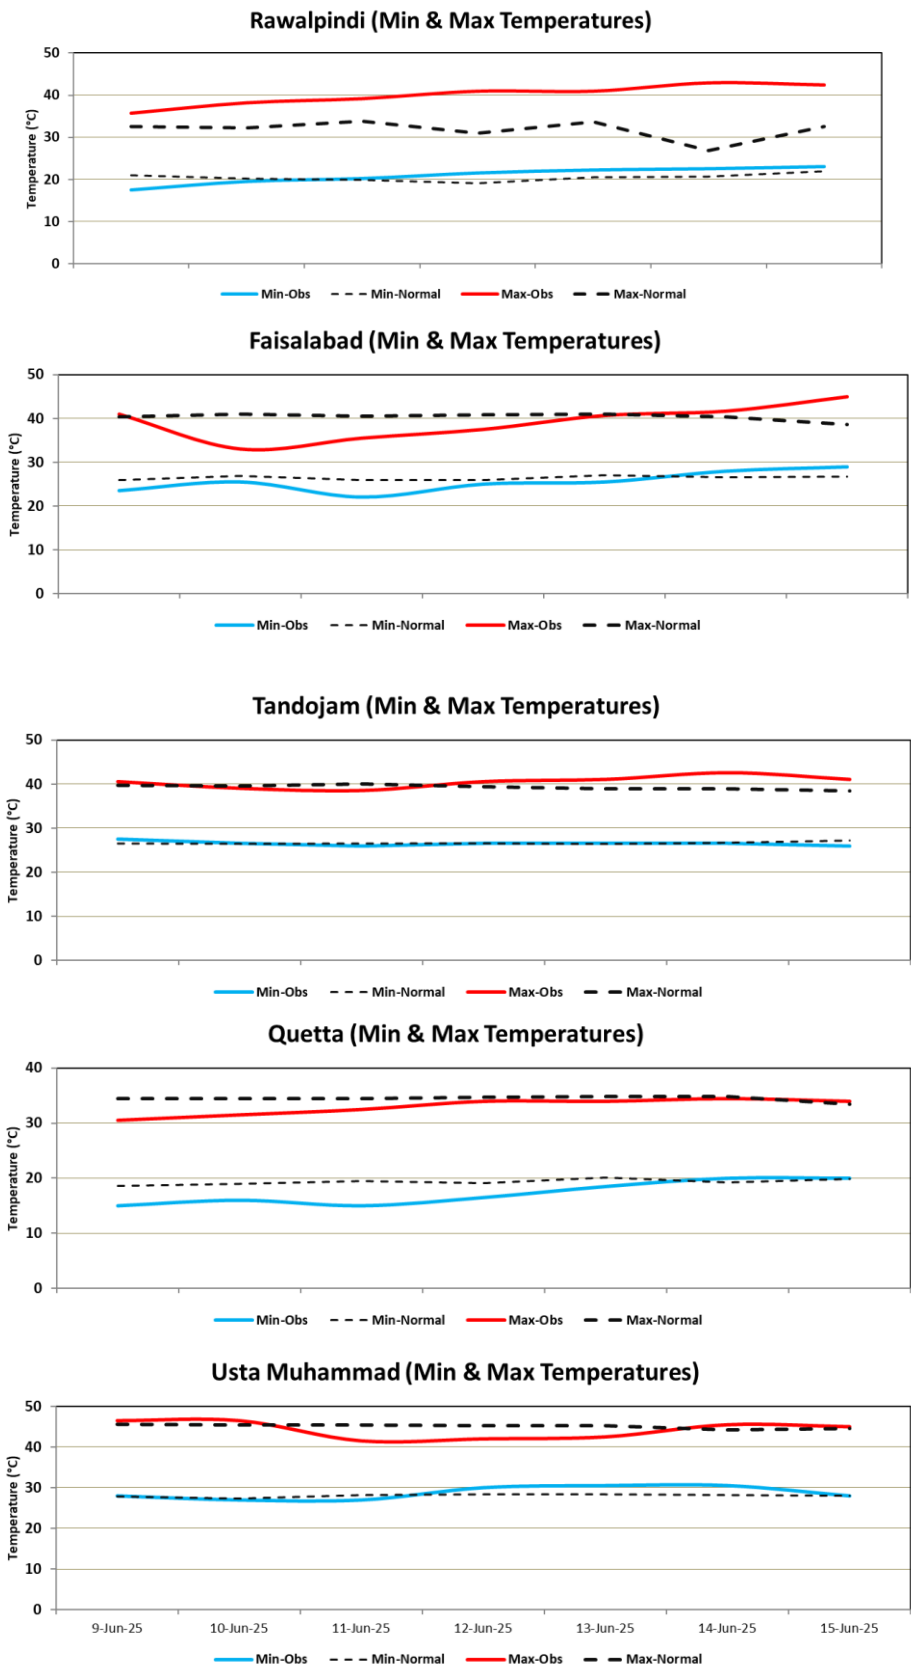 Rawalpindi (Min & Max Temperatures)
50
40
30
20
10
0
Temperature (°C)
Min-Obs Min-Normal Max-Obs Max-Normal
Faisalabad (Min & Max Temperatures)
50
40
30
20
10
0
Temperature (°C)
Min-Obs Min-Normal Max-Obs Max-Normal
Tandojam (Min & Max Temperatures)
50
40
30
20
10
0
Temperature (°C)
Min-Obs Min-Normal Max-Obs Max-Normal
Quetta (Min & Max Temperatures)
40
30
20
10
0
Temperature (°C)
Min-Obs Min-Normal Max-Obs Max-Normal
Usta Muhammad (Min & Max Temperatures)
50
40
30
20
10
0
Temperature (°C)
9-Jun-25 10-Jun-25 11-Jun-25 12-Jun-25 13-Jun-25 14-Jun-25 15-Jun-25
Min-Obs Min-Normal Max-Obs Max-Normal